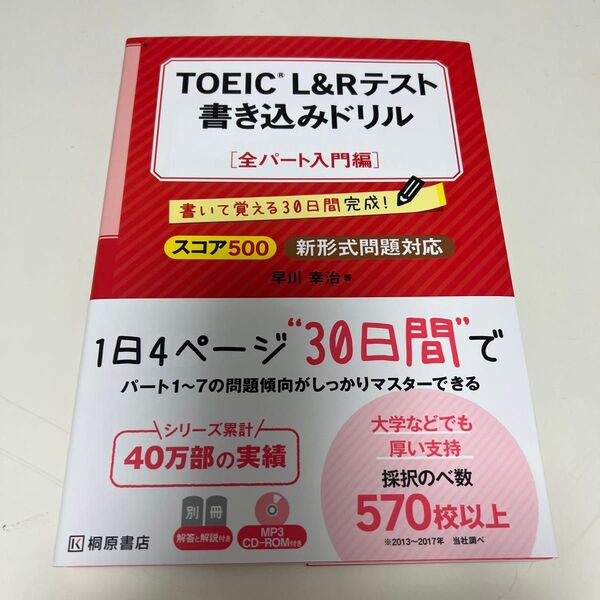 TOEIC® L&Rテスト
書き込みドリル
[全パート入門編]
書いて覚える30日間完成!
スコア500
新形式問題対応
早川 幸治 著
1日4ページ“30日間”で
パート1〜7の問題傾向がしっかりマスターできる
シリーズ累計
40万部の実績
大学などでも
厚い支持
採択のべ数
570校以上
※2013〜2017年 当社調べ
別冊
解答と解説付き
MP3
CD-ROM付き
K 桐原書店